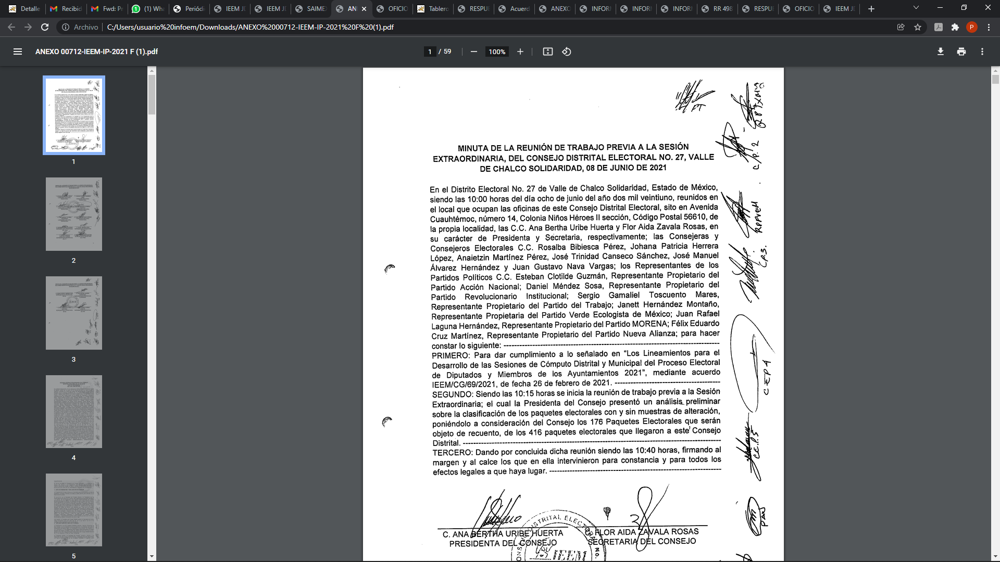 Detalle
Recibid
Fwd: Pr
(1) Wha
Periódi
IEEM JD
IEEM JD
SAIMEX
AN
OFICIO
Tablero
RESPU
Acuerd
ANEXO
INFORM
INFORM
INFORM
RR 498
RESPU
OFICIO
IEEM JD
Archivo
C:/Users/usuario%20infoem/Downloads/ANEXO%2000712-IEEM-IP-2021%20F%20(1).pdf
P
ANEXO 00712-IEEM-IP-2021 F (1).pdf
1 / 59
100%
1
2
3
4
5
PT
MINUTA DE LA REUNIÓN DE TRABAJO PREVIA A LA SESIÓN
EXTRAORDINARIA, DEL CONSEJO DISTRITAL ELECTORAL NO. 27, VALLE
DE CHALCO SOLIDARIDAD, 08 DE JUNIO DE 2021
En el Distrito Electoral No. 27 de Valle de Chalco Solidaridad, Estado de México,
siendo las 10:00 horas del día ocho de junio del año dos mil veintiuno, reunidos en
el local que ocupan las oficinas de este Consejo Distrital Electoral, sito en Avenida
Cuauhtémoc, número 14, Colonia Niños Héroes II sección, Código Postal 56610, de
la propia localidad, las C.C. Ana Bertha Uribe Huerta y Flor Aida Zavala Rosas, en
su carácter de Presidenta y Secretaria, respectivamente; las Consejeras y
Consejeros Electorales C.C. Rosalba Bibiesca Pérez, Johana Patricia Herrera
López, Anaietzin Martínez Pérez, José Trinidad Canseco Sánchez, José Manuel
Álvarez Hernández y Juan Gustavo Nava Vargas; los Representantes de los
Partidos Políticos C.C. Esteban Clotilde Guzmán, Representante Propietario del
Partido Acción Nacional; Daniel Méndez Sosa, Representante Propietario del
Partido Revolucionario Institucional; Sergio Gamaliel Toscuento Mares,
Representante Propietario del Partido del Trabajo; Janett Hernández Montaño,
Representante Propietaria del Partido Verde Ecologista de México; Juan Rafael
Laguna Hernández, Representante Propietario del Partido MORENA; Félix Eduardo
Cruz Martínez, Representante Propietario del Partido Nueva Alianza; para hacer
constar lo siguiente: ------------------------------------------------------------
PRIMERO: Para dar cumplimiento a lo señalado en “Los Lineamientos para el
Desarrollo de las Sesiones de Cómputo Distrital y Municipal del Proceso Electoral
de Diputados y Miembros de los Ayuntamientos 2021”, mediante acuerdo
IEEM/CG/69/2021, de fecha 26 de febrero de 2021. ------------------------------
SEGUNDO: Siendo las 10:15 horas se inicia la reunión de trabajo previa a la Sesión
Extraordinaria; el cual la Presidenta del Consejo presentó un análisis preliminar
sobre la clasificación de los paquetes electorales con y sin muestras de alteración,
poniéndolo a consideración del Consejo los 176 Paquetes Electorales que serán
objeto de recuento, de los 416 paquetes electorales que llegaron a este Consejo
Distrital. ------------------------------------------------------------
TERCERO: Dando por concluida dicha reunión siendo las 10:40 horas, firmando al
margen y al calce los que en ella intervinieron para constancia y para todos los
efectos legales a que haya lugar. --------------------------------------------------
C. ANA BERTHA URIBE HUERTA
PRESIDENTA DEL CONSEJO
C. FLOR AIDA ZAVALA ROSAS
SECRETARIA DEL CONSEJO
CONSEJO DISTRITAL ELECTORAL NO.
IEEM
C.P. 2
RPPVEM
C.P.3.
C.E.P 4
C.E.P.5
PAN